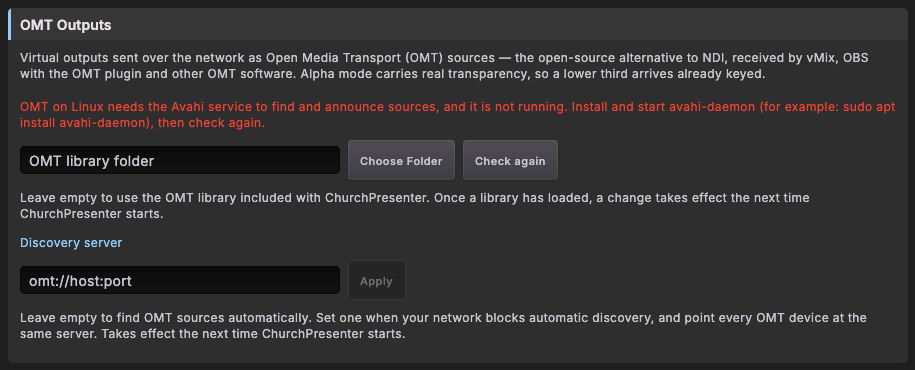 OMT Outputs
Virtual outputs sent over the network as Open Media Transport (OMT) sources — the open-source alternative to NDI, received by vMix, OBS
with the OMT plugin and other OMT software. Alpha mode carries real transparency, so a lower third arrives already keyed.
OMT on Linux needs the Avahi service to find and announce sources, and it is not running. Install and start avahi-daemon (for example: sudo apt
install avahi-daemon), then check again.
OMT library folder
Choose Folder
Check again
Leave empty to use the OMT library included with ChurchPresenter. Once a library has loaded, a change takes effect the next time
ChurchPresenter starts.
Discovery server
omt://host:port
Apply
Leave empty to find OMT sources automatically. Set one when your network blocks automatic discovery, and point every OMT device at the
same server. Takes effect the next time ChurchPresenter starts.